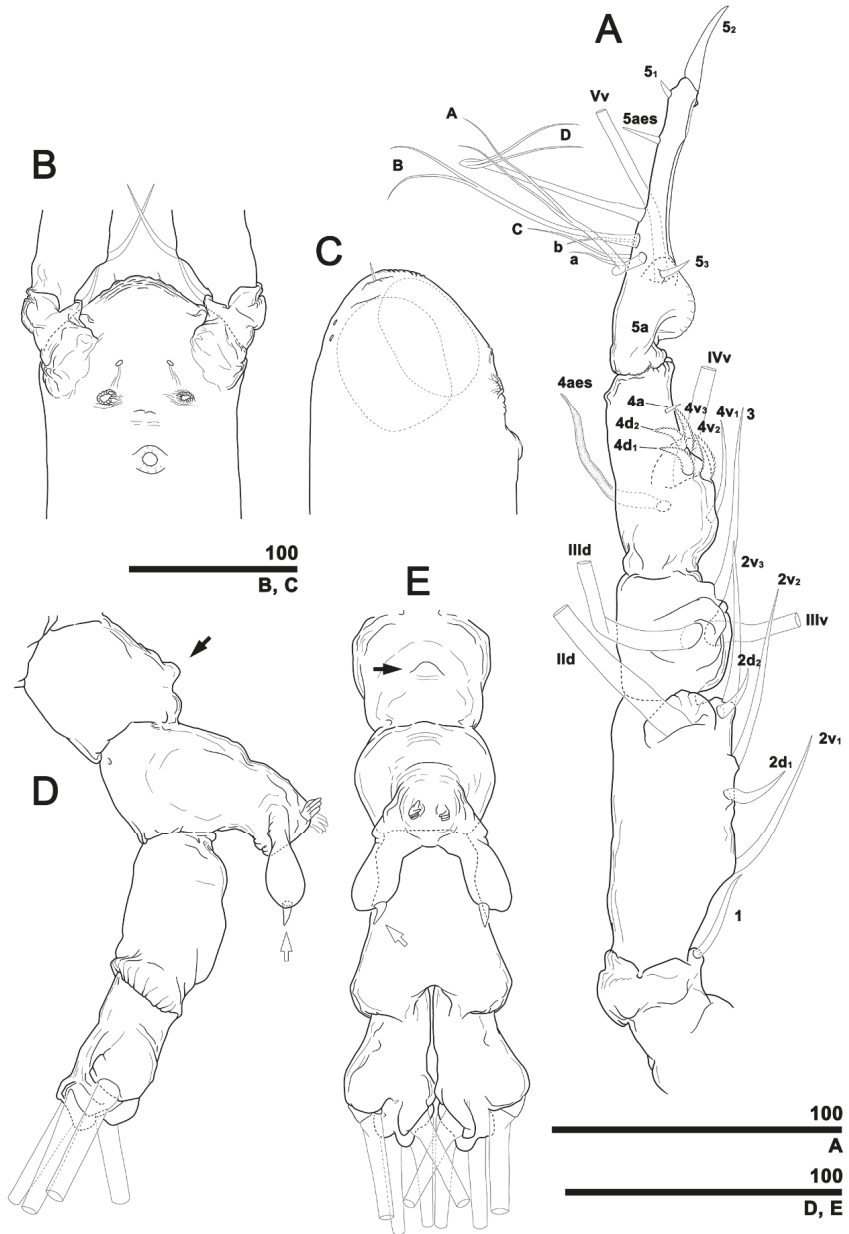 A
5₂
5₁
Vv
5aes
A
D
B
B
C
C
b
a
5₃
5a
IVv
4aes
4a
4v₃
4v₁
3
4d₂
4v₂
4d₁
100
B, C
E
IIId
2v₃
2v₂
IIIv
IId
2d₂
2v₁
D
2d₁
1
100
A
100
D, E